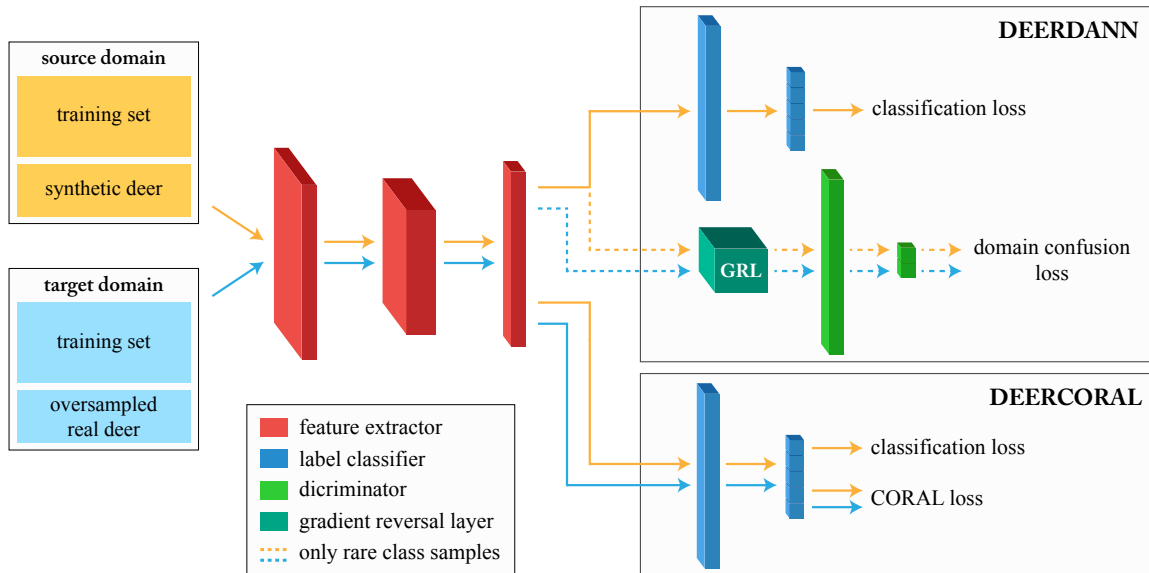 source domain
training set
synthetic deer
target domain
training set
oversampled
real deer
feature extractor
label classifier
dicriminator
gradient reversal layer
only rare class samples
DEERDANN
classification loss
GRL
domain confusion
loss
DEERCORAL
classification loss
CORAL loss